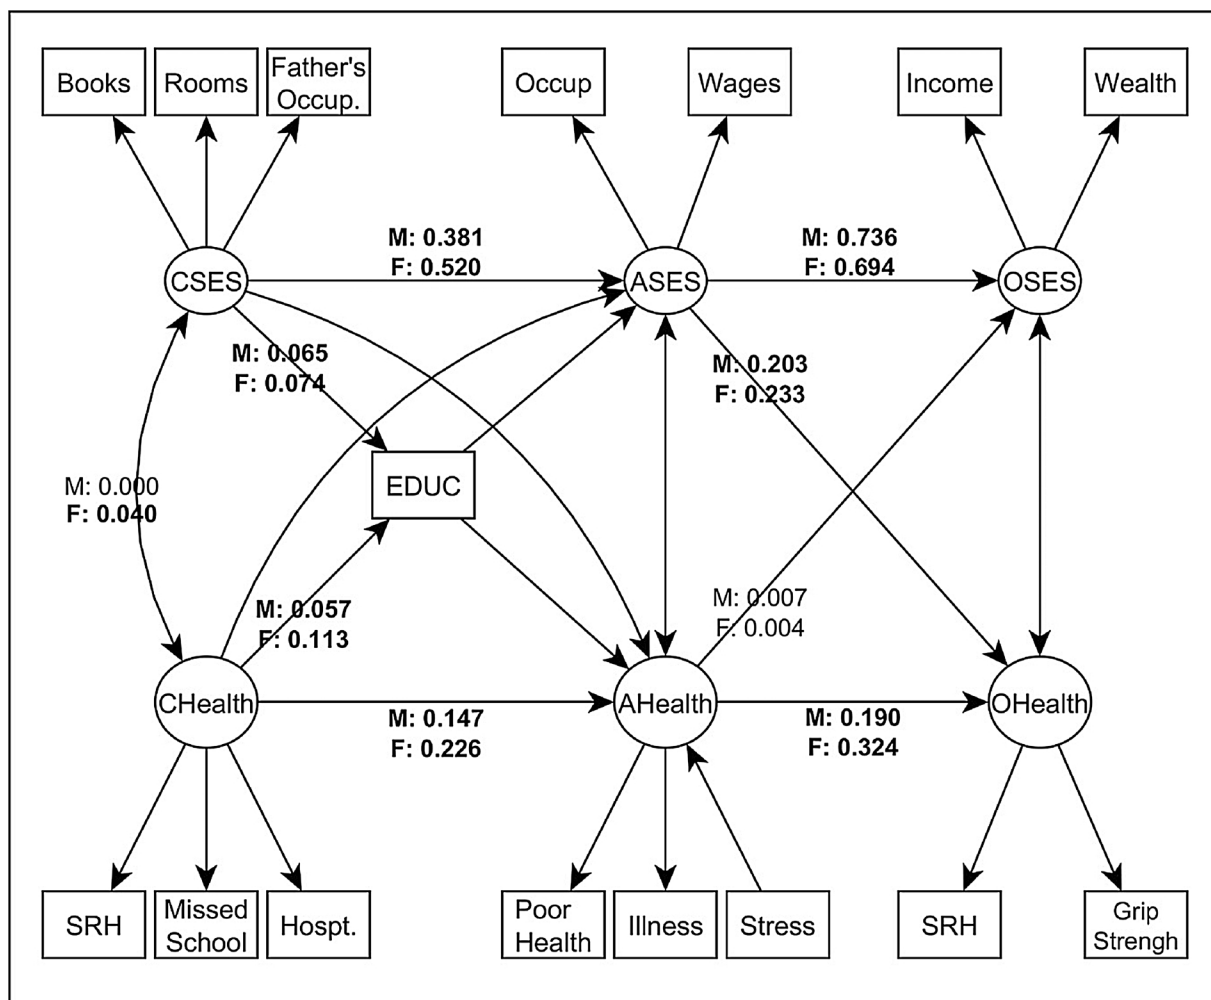 Books
Rooms
Father's
Occup.
Occup
Wages
Income
Wealth
M: 0.381
F: 0.520
M: 0.736
F: 0.694
CSES
ASES
OSES
M: 0.065
F: 0.074
M: 0.203
F: 0.233
EDUC
M: 0.000
F: 0.040
M: 0.057
F: 0.113
M: 0.007
F: 0.004
CHealth
AHealth
OHealth
M: 0.147
F: 0.226
M: 0.190
F: 0.324
SRH
Missed
School
Hospt.
Poor
Health
Illness
Stress
SRH
Grip
Strengh